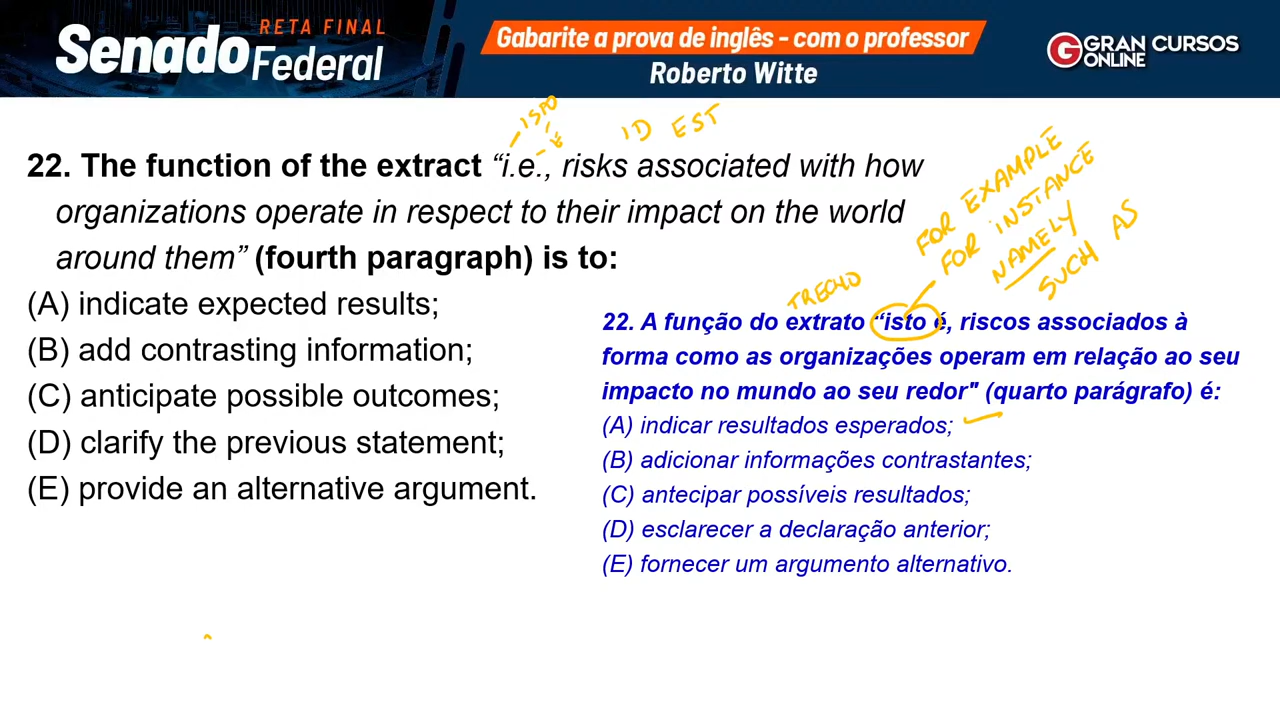 RETA FINAL
Senado
Federal
Gabarite a prova de inglês - com o professor
Roberto Witte
GRAN CURSOS
ONLINE
ISTO
É
ID EST
22. The function of the extract “i.e., risks associated with how
organizations operate in respect to their impact on the world
around them” (fourth paragraph) is to:
(A) indicate expected results;
(B) add contrasting information;
(C) anticipate possible outcomes;
(D) clarify the previous statement;
(E) provide an alternative argument.
FOR EXAMPLE
FOR INSTANCE
NAMELY
SUCH AS
TRECHO
22. A função do extrato “isto é, riscos associados à
forma como as organizações operam em relação ao seu
impacto no mundo ao seu redor" (quarto parágrafo) é:
(A) indicar resultados esperados;
(B) adicionar informações contrastantes;
(C) antecipar possíveis resultados;
(D) esclarecer a declaração anterior;
(E) fornecer um argumento alternativo.